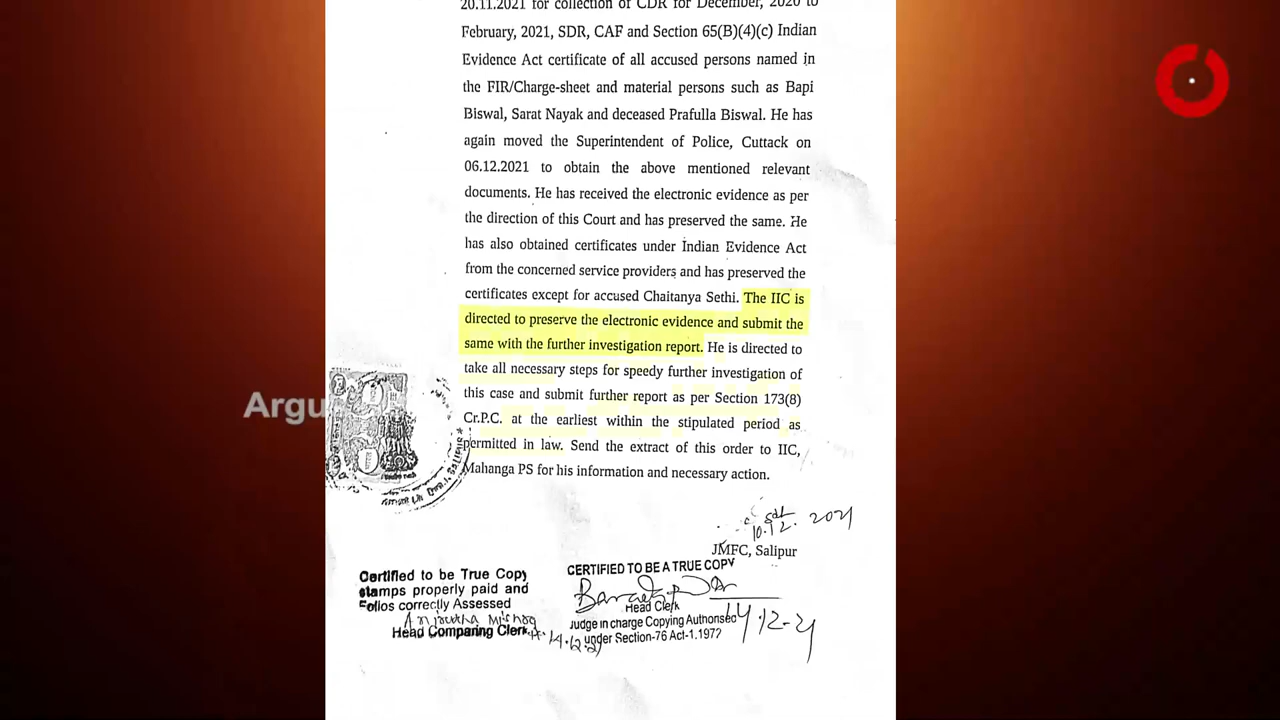 20.11.2021 for collection of CDR for December, 2020 to
February, 2021, SDR, CAF and Section 65(B)(4)(c) Indian
Evidence Act certificate of all accused persons named in
the FIR/Charge-sheet and material persons such as Bapi
Biswal, Sarat Nayak and deceased Prafulla Biswal. He has
again moved the Superintendent of Police, Cuttack on
06.12.2021 to obtain the above mentioned relevant
documents. He has received the electronic evidence as per
the direction of this Court and has preserved the same. He
has also obtained certificates under Indian Evidence Act
from the concerned service providers and has preserved the
certificates except for accused Chaitanya Sethi. The IIC is
directed to preserve the electronic evidence and submit the
same with the further investigation report. He is directed to
take all necessary steps for speedy further investigation of
this case and submit further report as per Section 173(8)
Cr.P.C. at the earliest within the stipulated period as
permitted in law. Send the extract of this order to IIC,
Mahanga PS for his information and necessary action.
Argu
Sd/-
10.12.2021
JMFC, Salipur
Certified to be True Copy
stamps properly paid and
Folios correctly Assessed
Head Comparing Clerk
14.12.21
CERTIFIED TO BE A TRUE COPY
Head Clerk
Judge in charge Copying Authorised
under Section-76 Act-1.1972
14.12-21